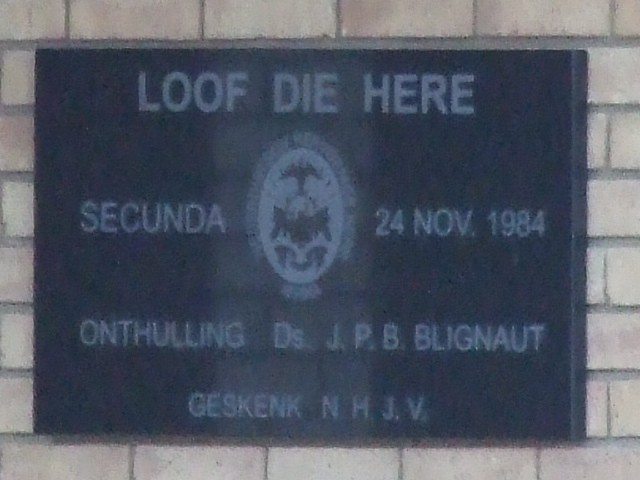 LOOF DIE HERE
SECUNDA 24 NOV. 1984
ONTHULLING Ds. J. P. B. BLIGNAUT
GESKENK N H J. V.